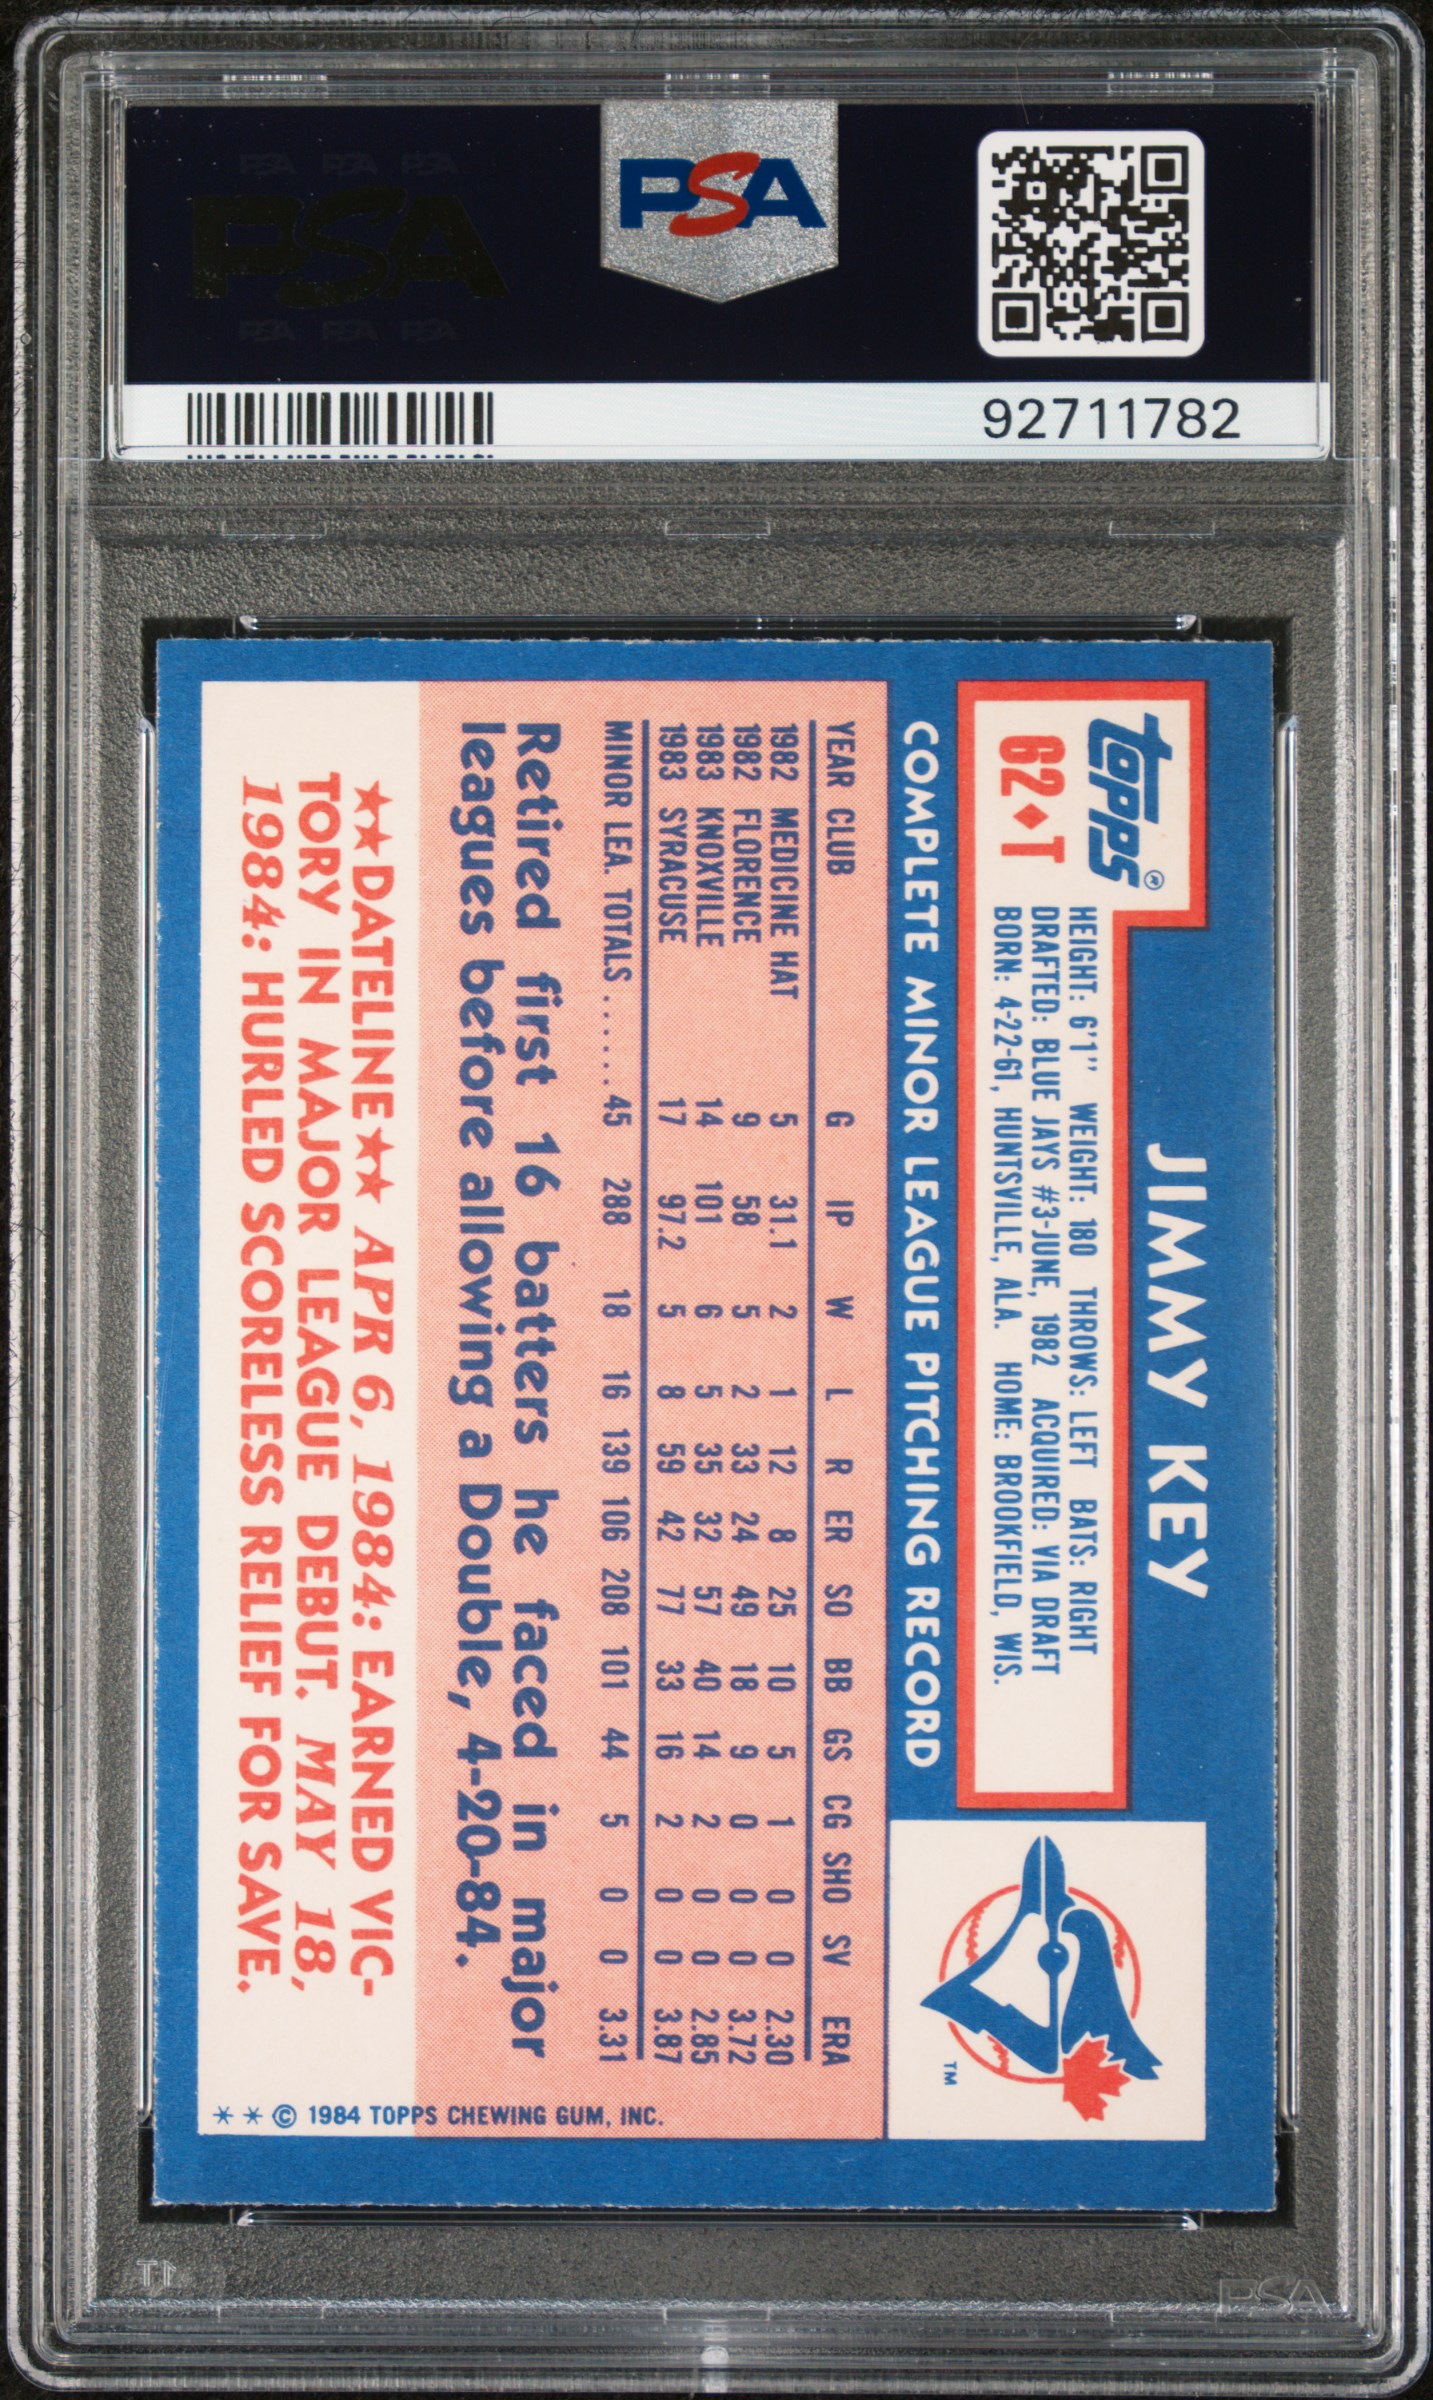 PSA PSA PSA
PSA
PSA PSA PSA
PSA
92711782
topps®
62♦T
JIMMY KEY
HEIGHT: 6'1" WEIGHT: 180 THROWS: LEFT BATS: RIGHT
DRAFTED: BLUE JAYS #3-JUNE, 1982 ACQUIRED: VIA DRAFT
BORN: 4-22-61, HUNTSVILLE, ALA. HOME: BROOKFIELD, WIS.
COMPLETE MINOR LEAGUE PITCHING RECORD
TM
YEAR CLUB G IP W L R ER SO BB GS CG SHO SV ERA
1982 MEDICINE HAT 5 31.1 2 1 12 8 25 10 5 1 0 0 2.30
1982 FLORENCE 9 58 5 2 33 24 49 18 9 0 0 0 3.72
1983 KNOXVILLE 14 101 6 5 35 32 57 40 14 2 0 0 2.85
1983 SYRACUSE 17 97.2 5 8 59 42 77 33 16 2 0 0 3.87
MINOR LEA. TOTALS.......45 288 18 16 139 106 208 101 44 5 0 0 3.31
Retired first 16 batters he faced in major
leagues before allowing a Double, 4-20-84.
★★DATELINE★★ APR 6, 1984: EARNED VIC-
TORY IN MAJOR LEAGUE DEBUT. MAY 18,
1984: HURLED SCORELESS RELIEF FOR SAVE.
✶ ✶ © 1984 TOPPS CHEWING GUM, INC.
PSA